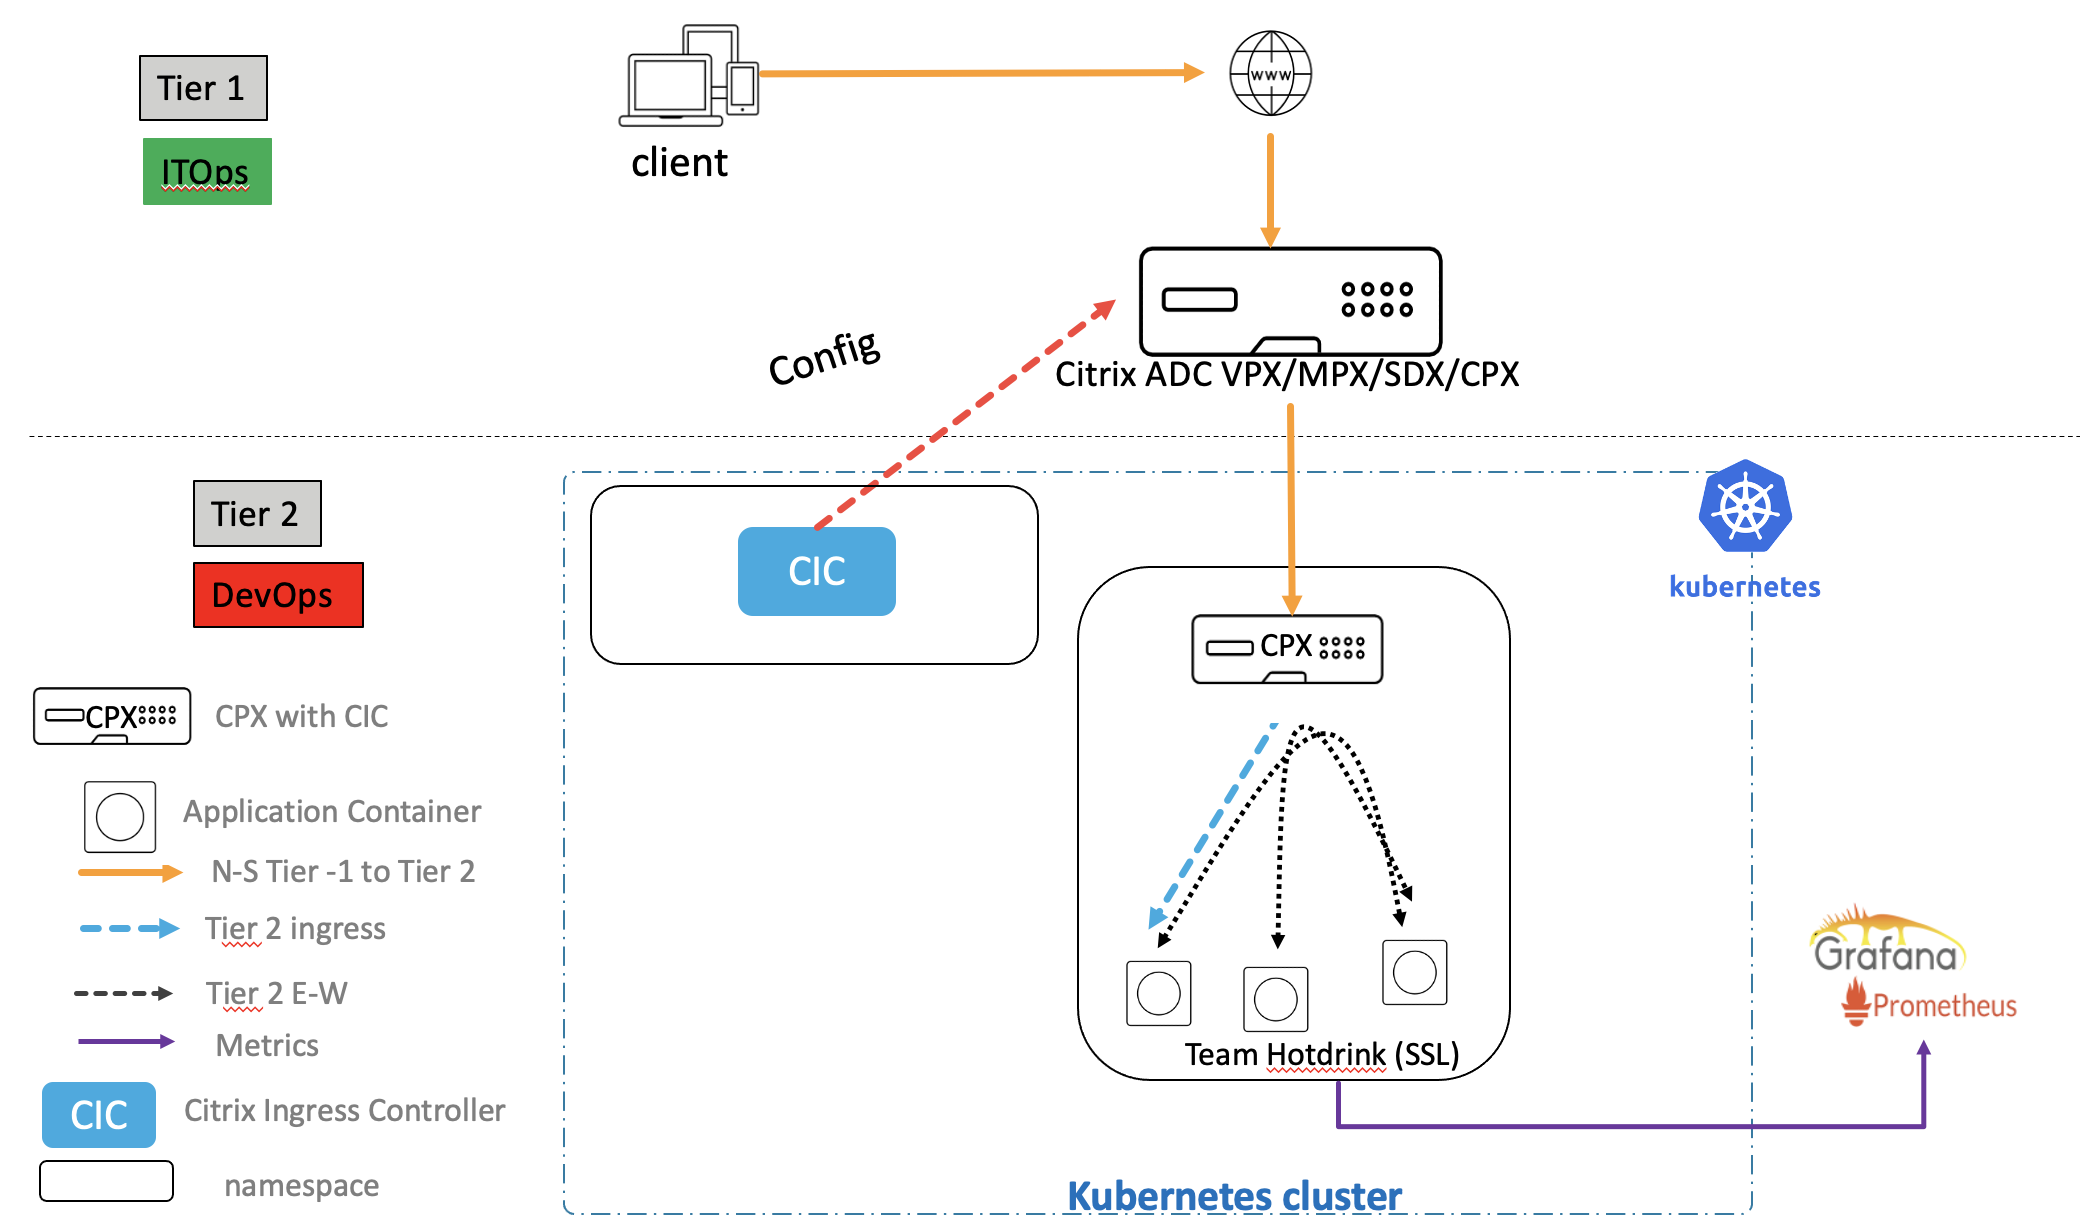 Tier 1
ITOps
client
WWW
Config
Citrix ADC VPX/MPX/SDX/CPX
Tier 2
DevOps
CIC
kubernetes
CPX
CPX
CPX with CIC
Application Container
N-S Tier -1 to Tier 2
Tier 2 ingress
Tier 2 E-W
Metrics
CIC
Citrix Ingress Controller
namespace
Team Hotdrink (SSL)
Grafana
Prometheus
Kubernetes cluster